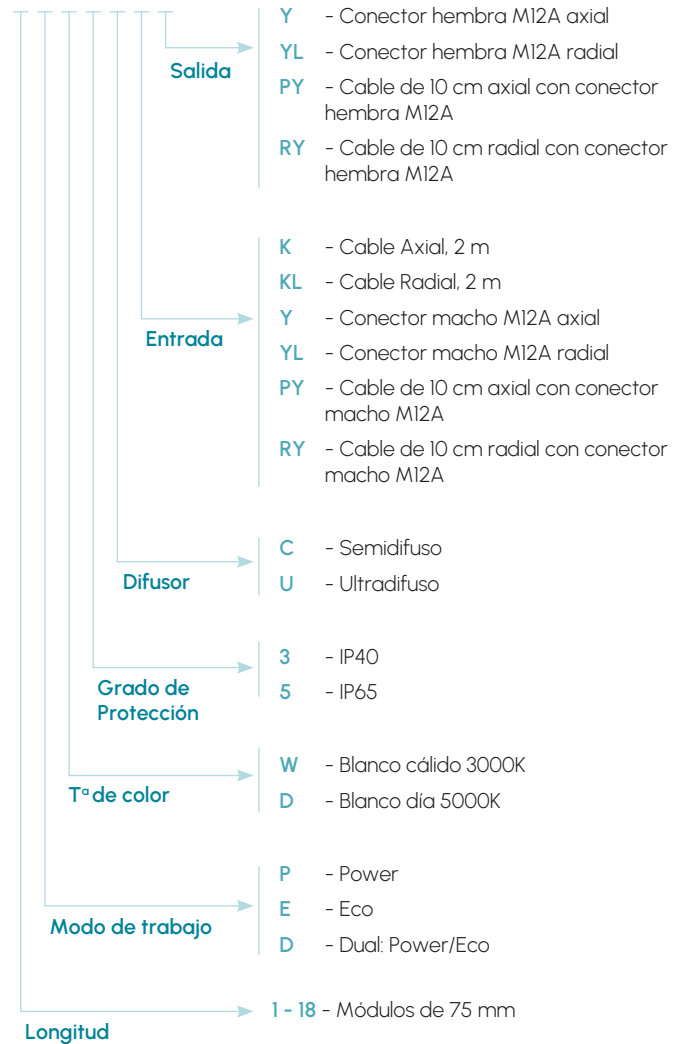 Y - Conector hembra M12A axial
YL - Conector hembra M12A radial
Salida
PY - Cable de 10 cm axial con conector
hembra M12A
RY - Cable de 10 cm radial con conector
hembra M12A
K - Cable Axial, 2 m
KL - Cable Radial, 2 m
Y - Conector macho M12A axial
Entrada
YL - Conector macho M12A radial
PY - Cable de 10 cm axial con conector
macho M12A
RY - Cable de 10 cm radial con conector
macho M12A
C - Semidifuso
Difusor
U - Ultradifuso
3 - IP40
Grado de
Protección
5 - IP65
W - Blanco cálido 3000K
Tª de color
D - Blanco día 5000K
P - Power
E - Eco
Modo de trabajo
D - Dual: Power/Eco
1 - 18 - Módulos de 75 mm
Longitud